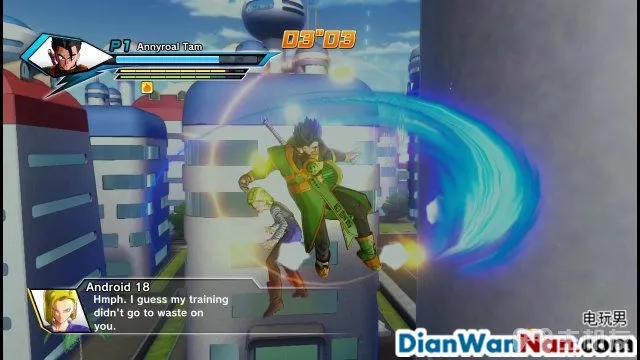 P1 Annyroal Tam
03"03
Android 18
Hmph. I guess my training
didn't go to waste on
you.
电玩男
DianWanNan.com